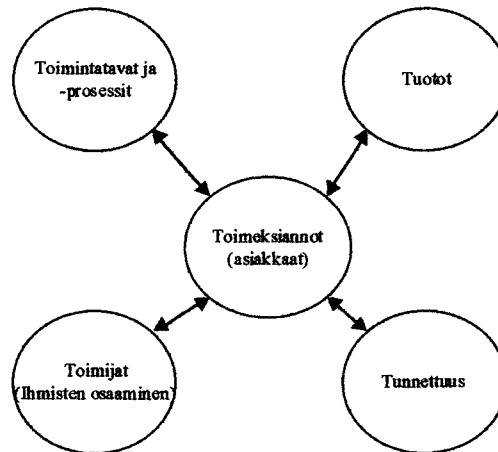 Toimintatavat ja
-prosessit
Tuotot
Toimeksiannot
(asiakkaat)
Toimijat
(Ihmisten osaaminen)
Tunnettuus